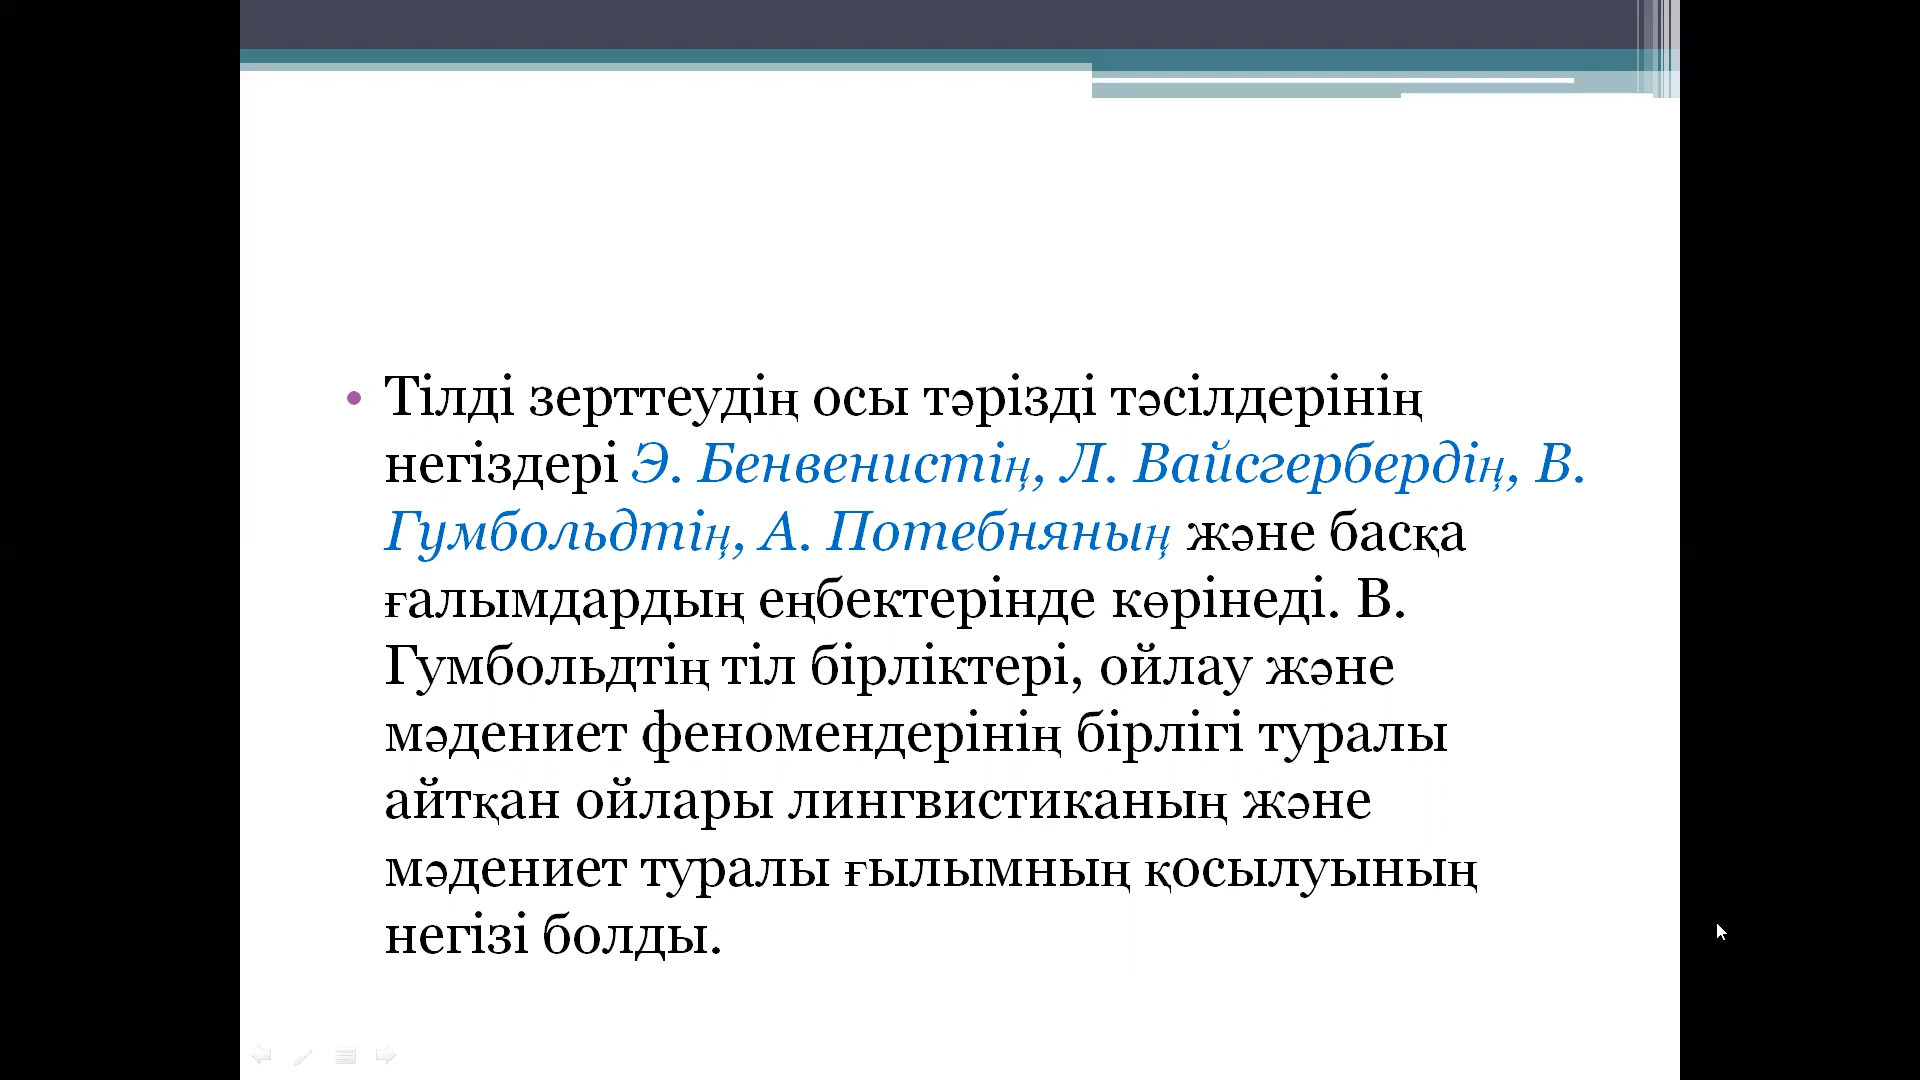 • Тілді зерттеудің осы тәрізді тәсілдерінің
негіздері Э. Бенвенистің, Л. Вайсгербердің, В.
Гумбольдтің, А. Потебняның және басқа
ғалымдардың еңбектерінде көрінеді. В.
Гумбольдтің тіл бірліктері, ойлау және
мәдениет феномендерінің бірлігі туралы
айтқан ойлары лингвистиканың және
мәдениет туралы ғылымның қосылуының
негізі болды.